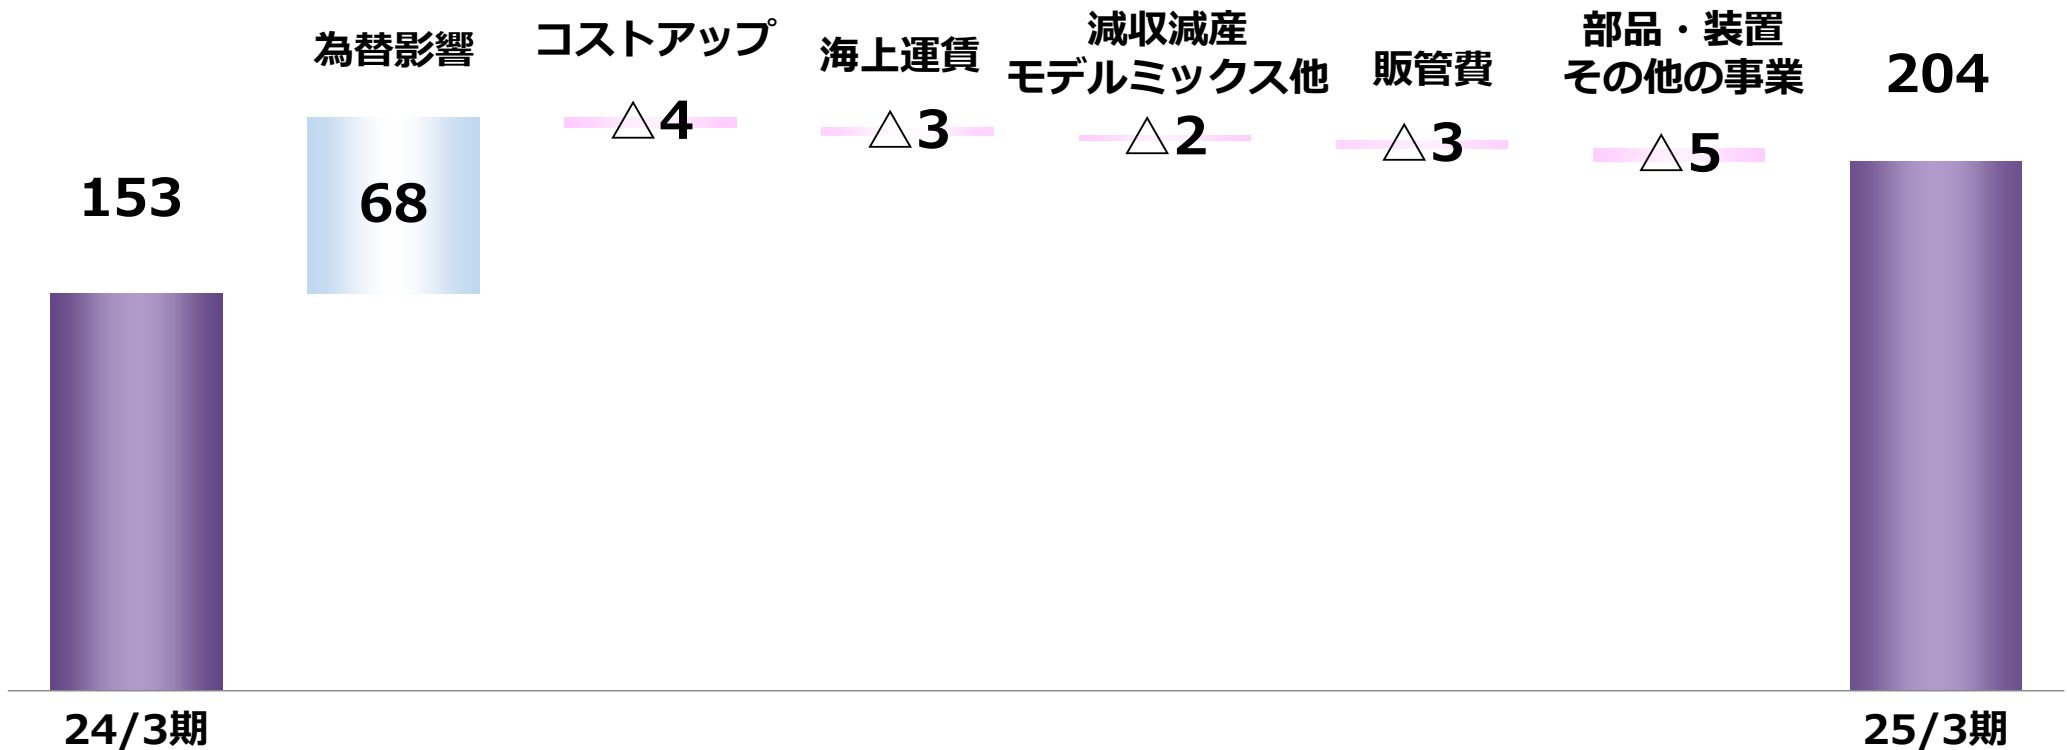 153
24/3期
為替影響
68
コストアップ
△4
海上運賃
△3
減収減産
モデルミックス他
△2
販管費
△3
部品・装置
その他の事業
△5
204
25/3期